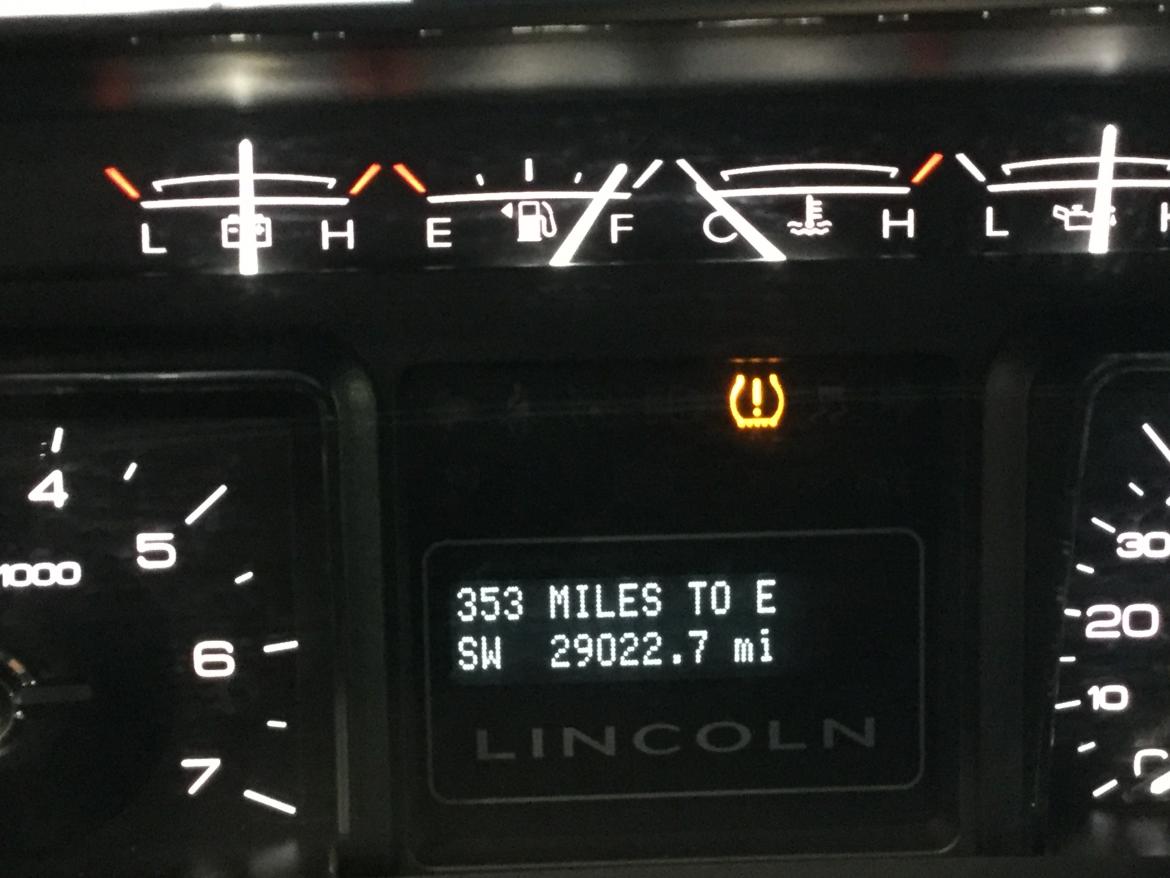 L H E F C H L
4
5
1000
6
7
353 MILES TO E
SW 29022.7 mi
LINCOLN
30
20
10